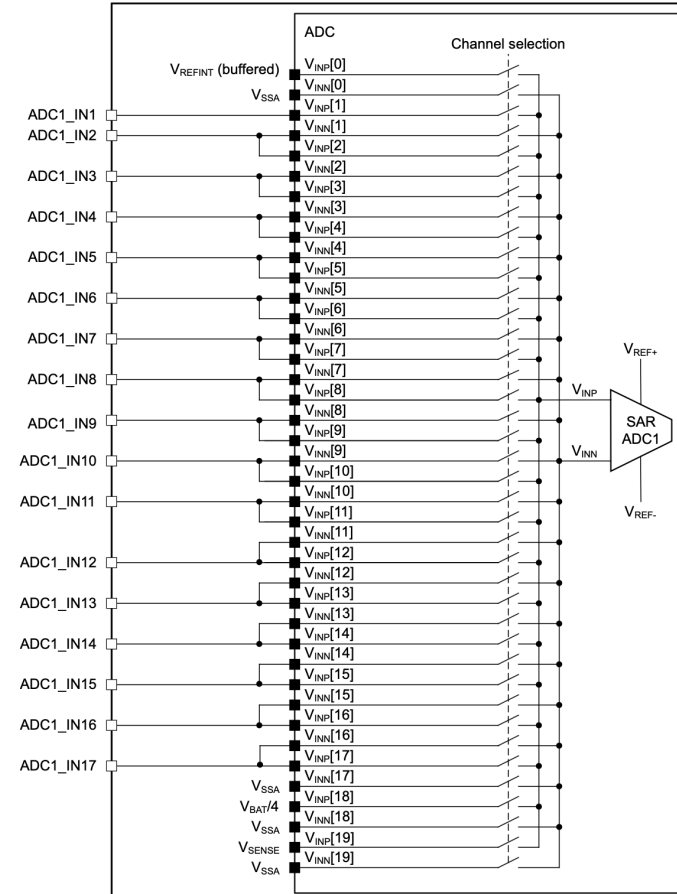 ADC
Channel selection
VREFINT (buffered)
VINP[0]
VSSA
VINN[0]
ADC1_IN1
VINP[1]
ADC1_IN2
VINN[1]
VINP[2]
ADC1_IN3
VINN[2]
VINP[3]
ADC1_IN4
VINN[3]
VINP[4]
ADC1_IN5
VINN[4]
VINP[5]
ADC1_IN6
VINN[5]
VINP[6]
ADC1_IN7
VINN[6]
VINP[7]
ADC1_IN8
VINN[7]
VINP[8]
ADC1_IN9
VINN[8]
VINP[9]
ADC1_IN10
VINN[9]
VINP[10]
ADC1_IN11
VINN[10]
VINP[11]
VINN[11]
ADC1_IN12
VINP[12]
VINN[12]
ADC1_IN13
VINP[13]
VINN[13]
ADC1_IN14
VINP[14]
VINN[14]
ADC1_IN15
VINP[15]
VINN[15]
ADC1_IN16
VINP[16]
VINN[16]
ADC1_IN17
VINP[17]
VSSA
VINN[17]
VBAT/4
VINP[18]
VSSA
VINN[18]
VSENSE
VINP[19]
VSSA
VINN[19]
VREF+
VINP
SAR
ADC1
VINN
VREF-